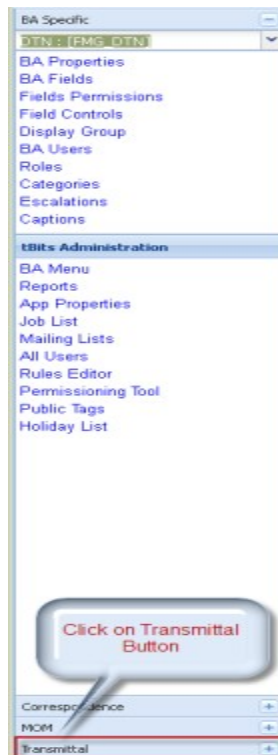 BA Specific
DTN : [FMG_DTN]
BA Properties
BA Fields
Fields Permissions
Field Controls
Display Group
BA Users
Roles
Categories
Escalations
Captions
tBits Administration
BA Menu
Reports
App Properties
Job List
Mailing Lists
All Users
Rules Editor
Permissioning Tool
Public Tags
Holiday List
Click on Transmittal
Button
Correspondence
MOM
Transmittal